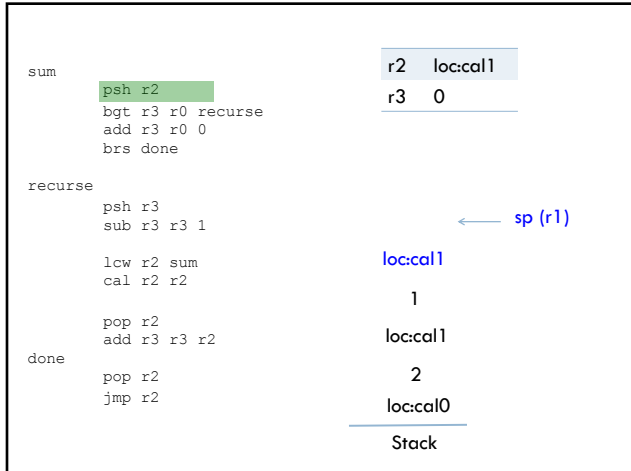 sum
psh r2
bgt r3 r0 recurse
add r3 r0 0
brs done
recurse
psh r3
sub r3 r3 1
lcw r2 sum
cal r2 r2
pop r2
add r3 r3 r2
done
pop r2
jmp r2
r2 loc:cal1
r3 0
sp (r1)
loc:cal1
1
loc:cal1
2
loc:cal0
Stack